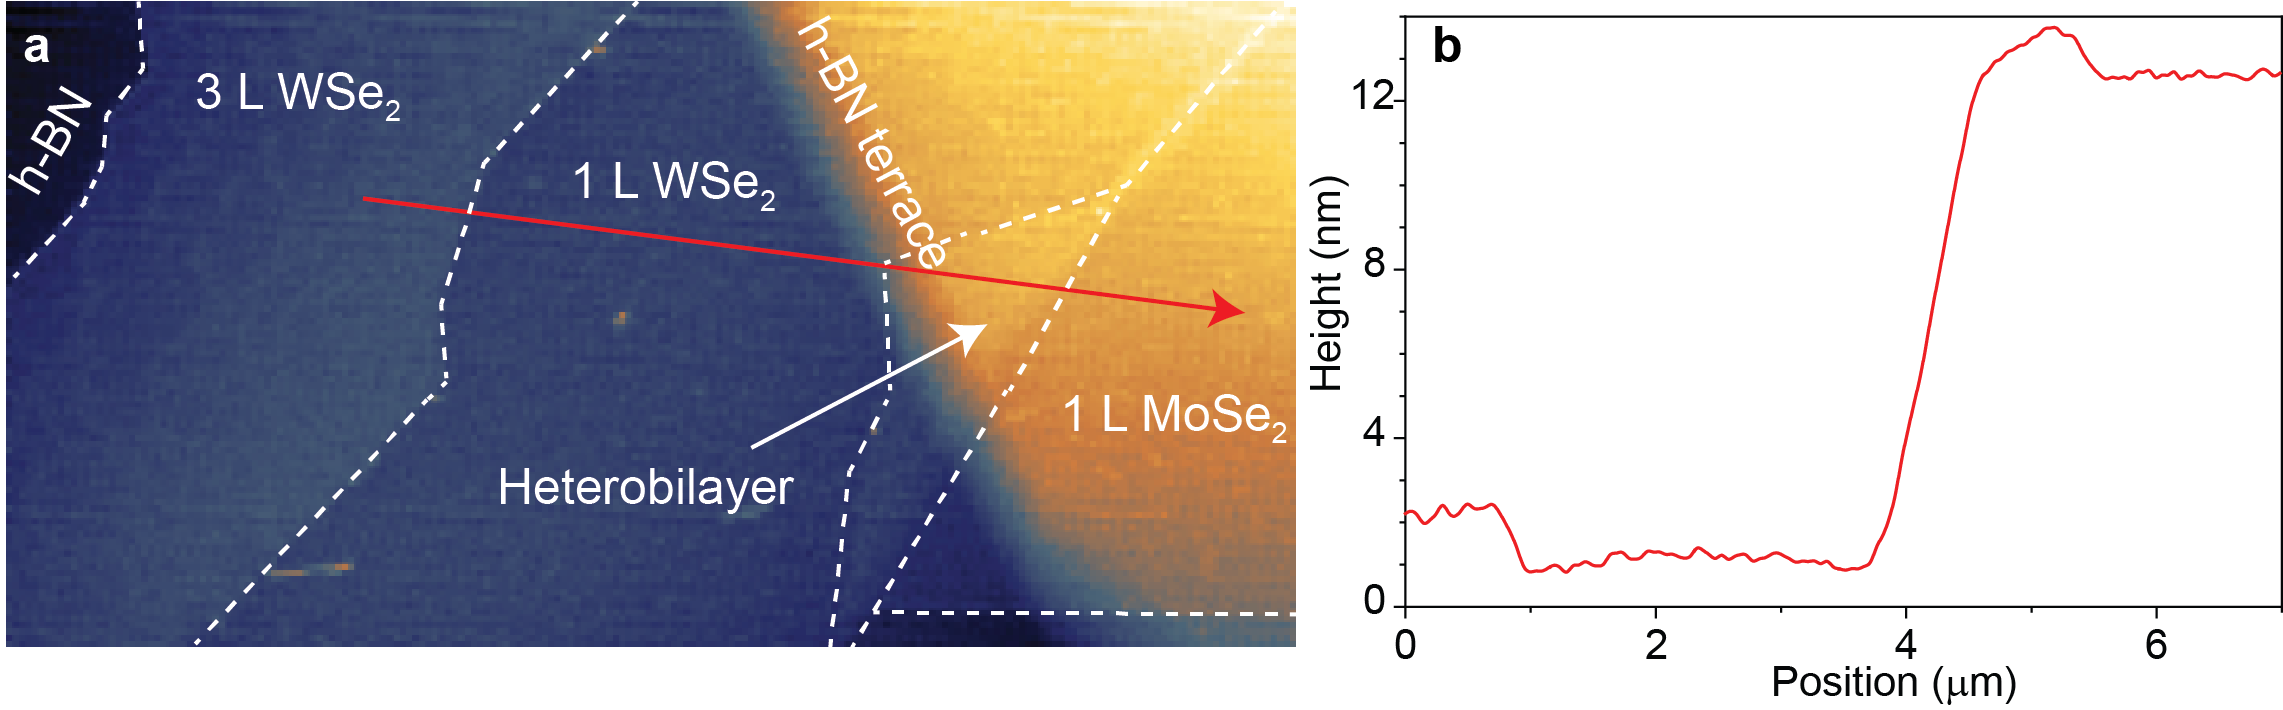 a
h-BN
3 L WSe₂
1 L WSe₂
h-BN terrace
Heterobilayer
1 L MoSe₂
b
Height (nm)
12
8
4
0
0 2 4 6
Position (μm)